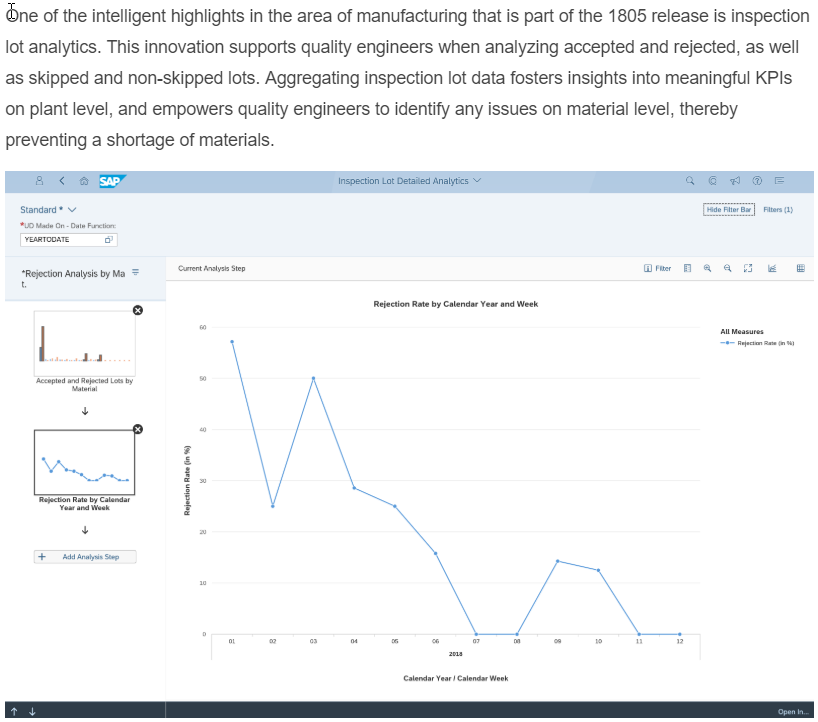 One of the intelligent highlights in the area of manufacturing that is part of the 1805 release is inspection
lot analytics. This innovation supports quality engineers when analyzing accepted and rejected, as well
as skipped and non-skipped lots. Aggregating inspection lot data fosters insights into meaningful KPIs
on plant level, and empowers quality engineers to identify any issues on material level, thereby
preventing a shortage of materials.
SAP
Inspection Lot Detailed Analytics
Standard *
Hide Filter Bar
Filters (1)
*UD Made On - Date Function:
YEARTODATE
*Rejection Analysis by Ma
t.
Current Analysis Step
Filter
Accepted and Rejected Lots by
Material
Rejection Rate by Calendar
Year and Week
Add Analysis Step
Rejection Rate by Calendar Year and Week
All Measures
Rejection Rate (in %)
Rejection Rate (in %)
60
50
40
30
20
10
0
01 02 03 04 05 06 07 08 09 10 11 12
2018
Calendar Year / Calendar Week
Open In...